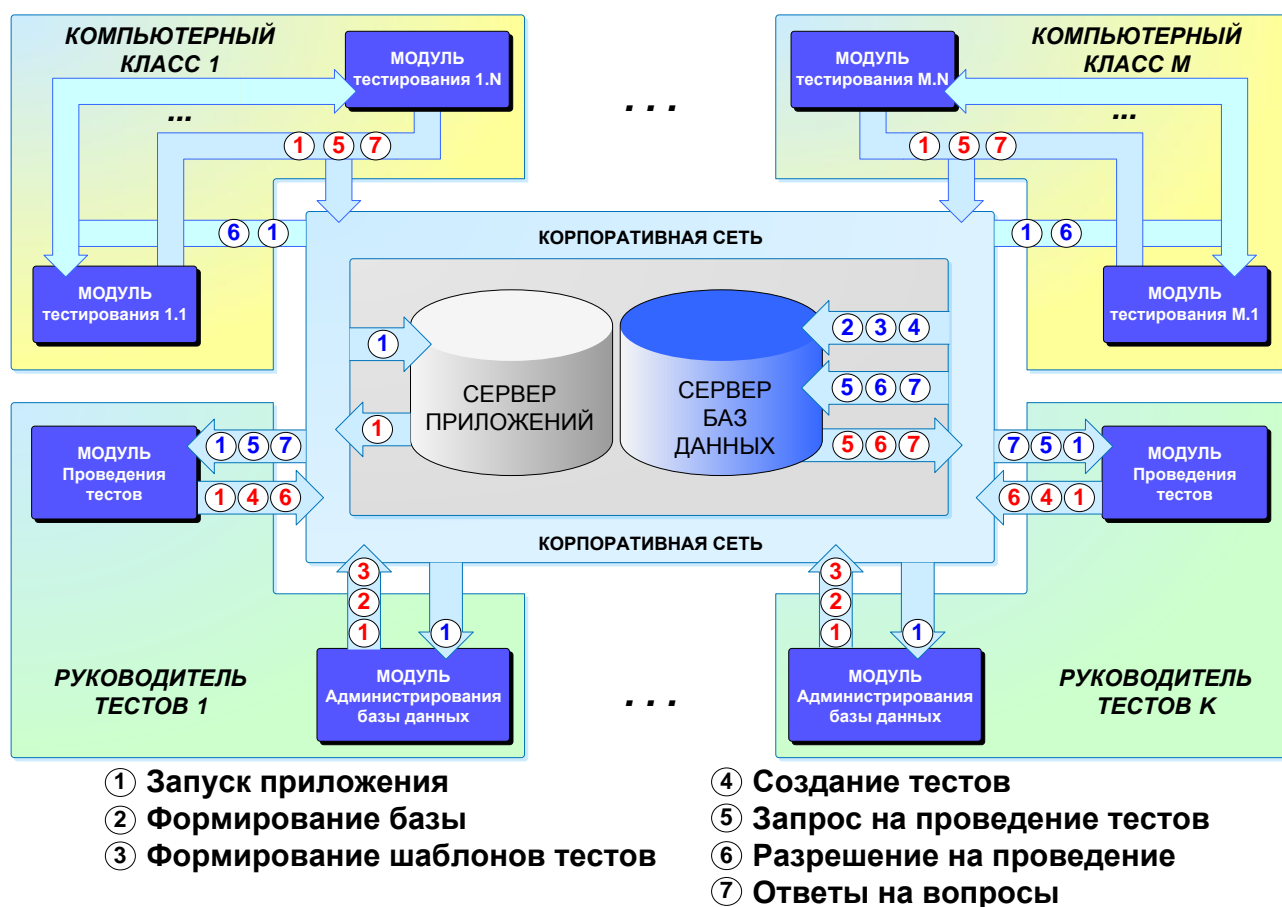 КОМПЬЮТЕРНЫЙ
КЛАСС 1
МОДУЛЬ
тестирования 1.N
...
1 5 7
6 1
МОДУЛЬ
тестирования 1.1
. . .
МОДУЛЬ
тестирования M.N
КОМПЬЮТЕРНЫЙ
КЛАСС M
...
1 5 7
1 6
МОДУЛЬ
тестирования M.1
КОРПОРАТИВНАЯ СЕТЬ
1
СЕРВЕР
ПРИЛОЖЕНИЙ
1
СЕРВЕР
БАЗ
ДАННЫХ
2 3 4
5 6 7
5 6 7
КОРПОРАТИВНАЯ СЕТЬ
МОДУЛЬ
Проведения
тестов
1 5 7
1 4 6
7 5 1
6 4 1
МОДУЛЬ
Проведения
тестов
3
2
1
1
РУКОВОДИТЕЛЬ
ТЕСТОВ 1
МОДУЛЬ
Администрирования
базы данных
. . .
3
2
1
1
МОДУЛЬ
Администрирования
базы данных
РУКОВОДИТЕЛЬ
ТЕСТОВ K
1 Запуск приложения
2 Формирование базы
3 Формирование шаблонов тестов
4 Создание тестов
5 Запрос на проведение тестов
6 Разрешение на проведение
7 Ответы на вопросы